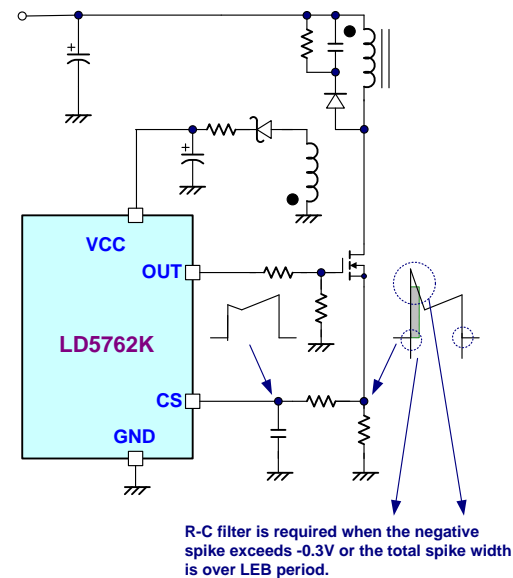 VCC
OUT
LD5762K
CS
GND
R-C filter is required when the negative
spike exceeds -0.3V or the total spike width
is over LEB period.